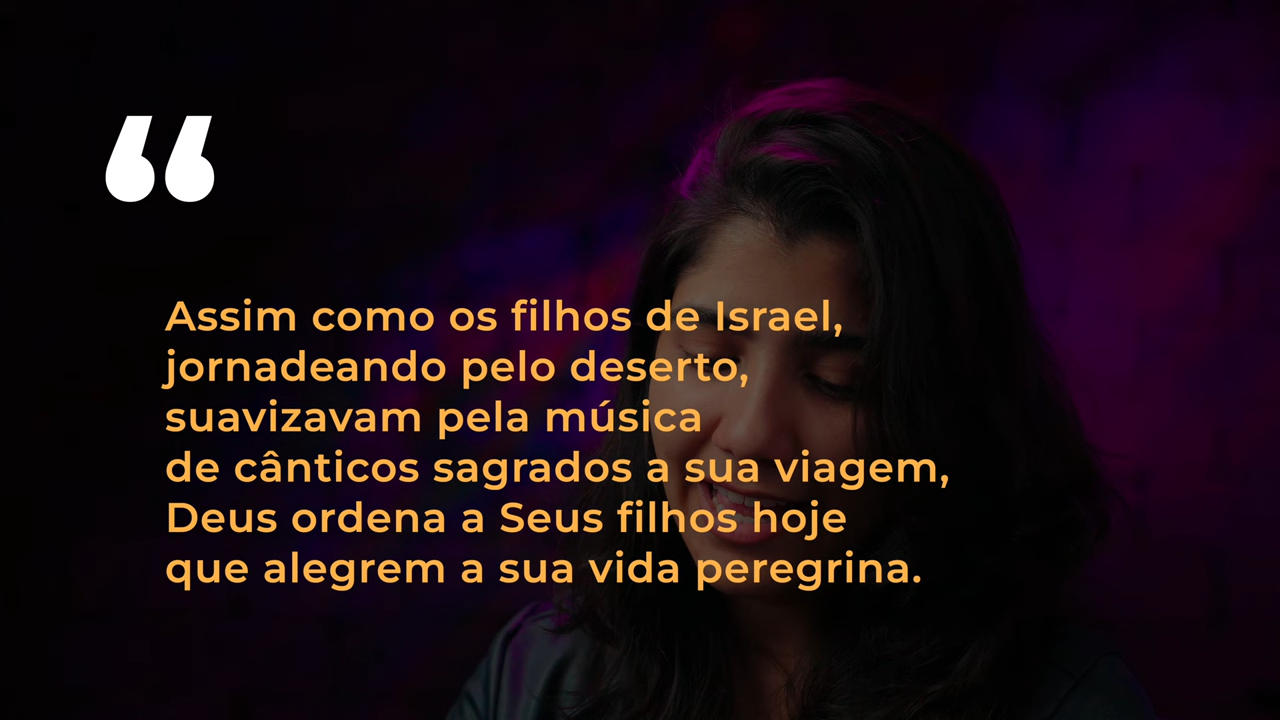 “
Assim como os filhos de Israel,
jornadeando pelo deserto,
suavizavam pela música
de cânticos sagrados a sua viagem,
Deus ordena a Seus filhos hoje
que alegrem a sua vida peregrina.